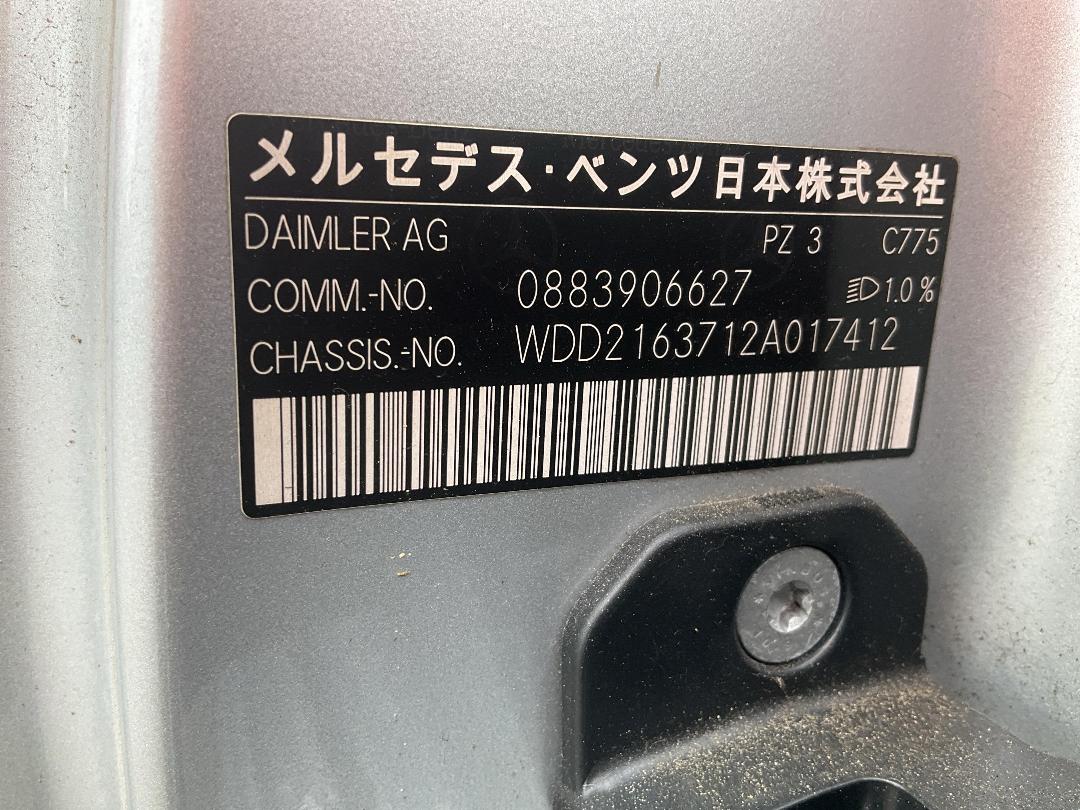 メルセデス・ベンツ日本株式会社
DAIMLER AG PZ 3 C775
COMM.-NO. 0883906627 1.0 %
CHASSIS.-NO. WDD2163712A017412